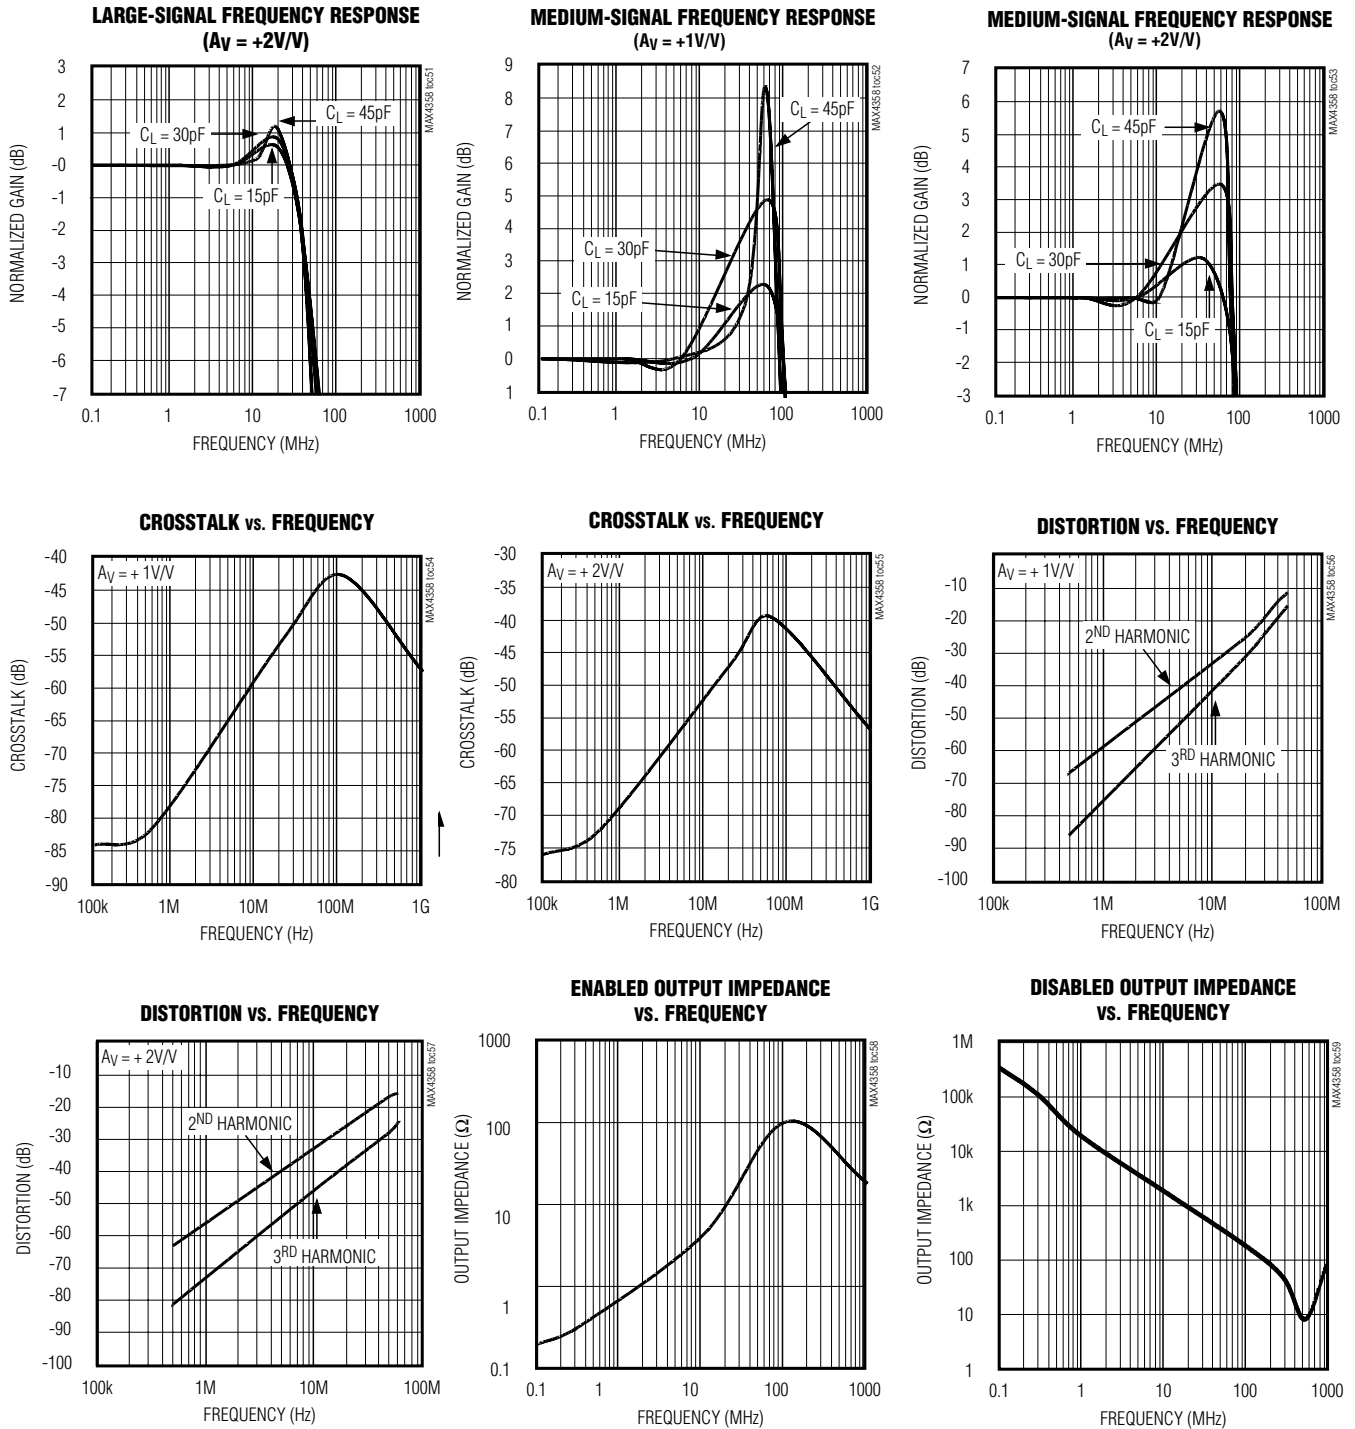 LARGE-SIGNAL FREQUENCY RESPONSE
(AV = +2V/V)
3
2
1
-0
-1
-2
-3
-4
-5
-6
-7
NORMALIZED GAIN (dB)
CL = 30pF
CL = 45pF
CL = 15pF
MAX4358 toc51
0.1
1
10
100
1000
FREQUENCY (MHz)
MEDIUM-SIGNAL FREQUENCY RESPONSE
(AV = +1V/V)
9
8
7
6
5
4
3
2
1
0
1
NORMALIZED GAIN (dB)
CL = 45pF
CL = 30pF
CL = 15pF
MAX4358 toc52
0.1
1
10
100
1000
FREQUENCY (MHz)
MEDIUM-SIGNAL FREQUENCY RESPONSE
(AV = +2V/V)
7
6
5
4
3
2
1
0
-1
-2
-3
NORMALIZED GAIN (dB)
CL = 45pF
CL = 30pF
CL = 15pF
MAX4358 toc53
0.1
1
10
100
1000
FREQUENCY (MHz)
CROSSTALK vs. FREQUENCY
AV = + 1V/V
-40
-45
-50
-55
-60
-65
-70
-75
-80
-85
-90
CROSSTALK (dB)
MAX4358 toc54
100k
1M
10M
100M
1G
FREQUENCY (Hz)
CROSSTALK vs. FREQUENCY
AV = + 2V/V
-30
-35
-40
-45
-50
-55
-60
-65
-70
-75
-80
CROSSTALK (dB)
MAX4358 toc55
100k
1M
10M
100M
1G
FREQUENCY (Hz)
DISTORTION vs. FREQUENCY
AV = + 1V/V
-10
-20
-30
-40
-50
-60
-70
-80
-90
-100
DISTORTION (dB)
2ND HARMONIC
3RD HARMONIC
MAX4358 toc56
100k
1M
10M
100M
FREQUENCY (Hz)
DISTORTION vs. FREQUENCY
AV = + 2V/V
-10
-20
-30
-40
-50
-60
-70
-80
-90
-100
DISTORTION (dB)
2ND HARMONIC
3RD HARMONIC
MAX4358 toc57
100k
1M
10M
100M
FREQUENCY (Hz)
ENABLED OUTPUT IMPEDANCE
vs. FREQUENCY
1000
100
10
1
0.1
OUTPUT IMPEDANCE (Ω)
MAX4358 toc58
0.1
1
10
100
1000
FREQUENCY (MHz)
DISABLED OUTPUT IMPEDANCE
vs. FREQUENCY
1M
100k
10k
1k
100
10
1
OUTPUT IMPEDANCE (Ω)
MAX4358 toc59
0.1
1
10
100
1000
FREQUENCY (MHz)